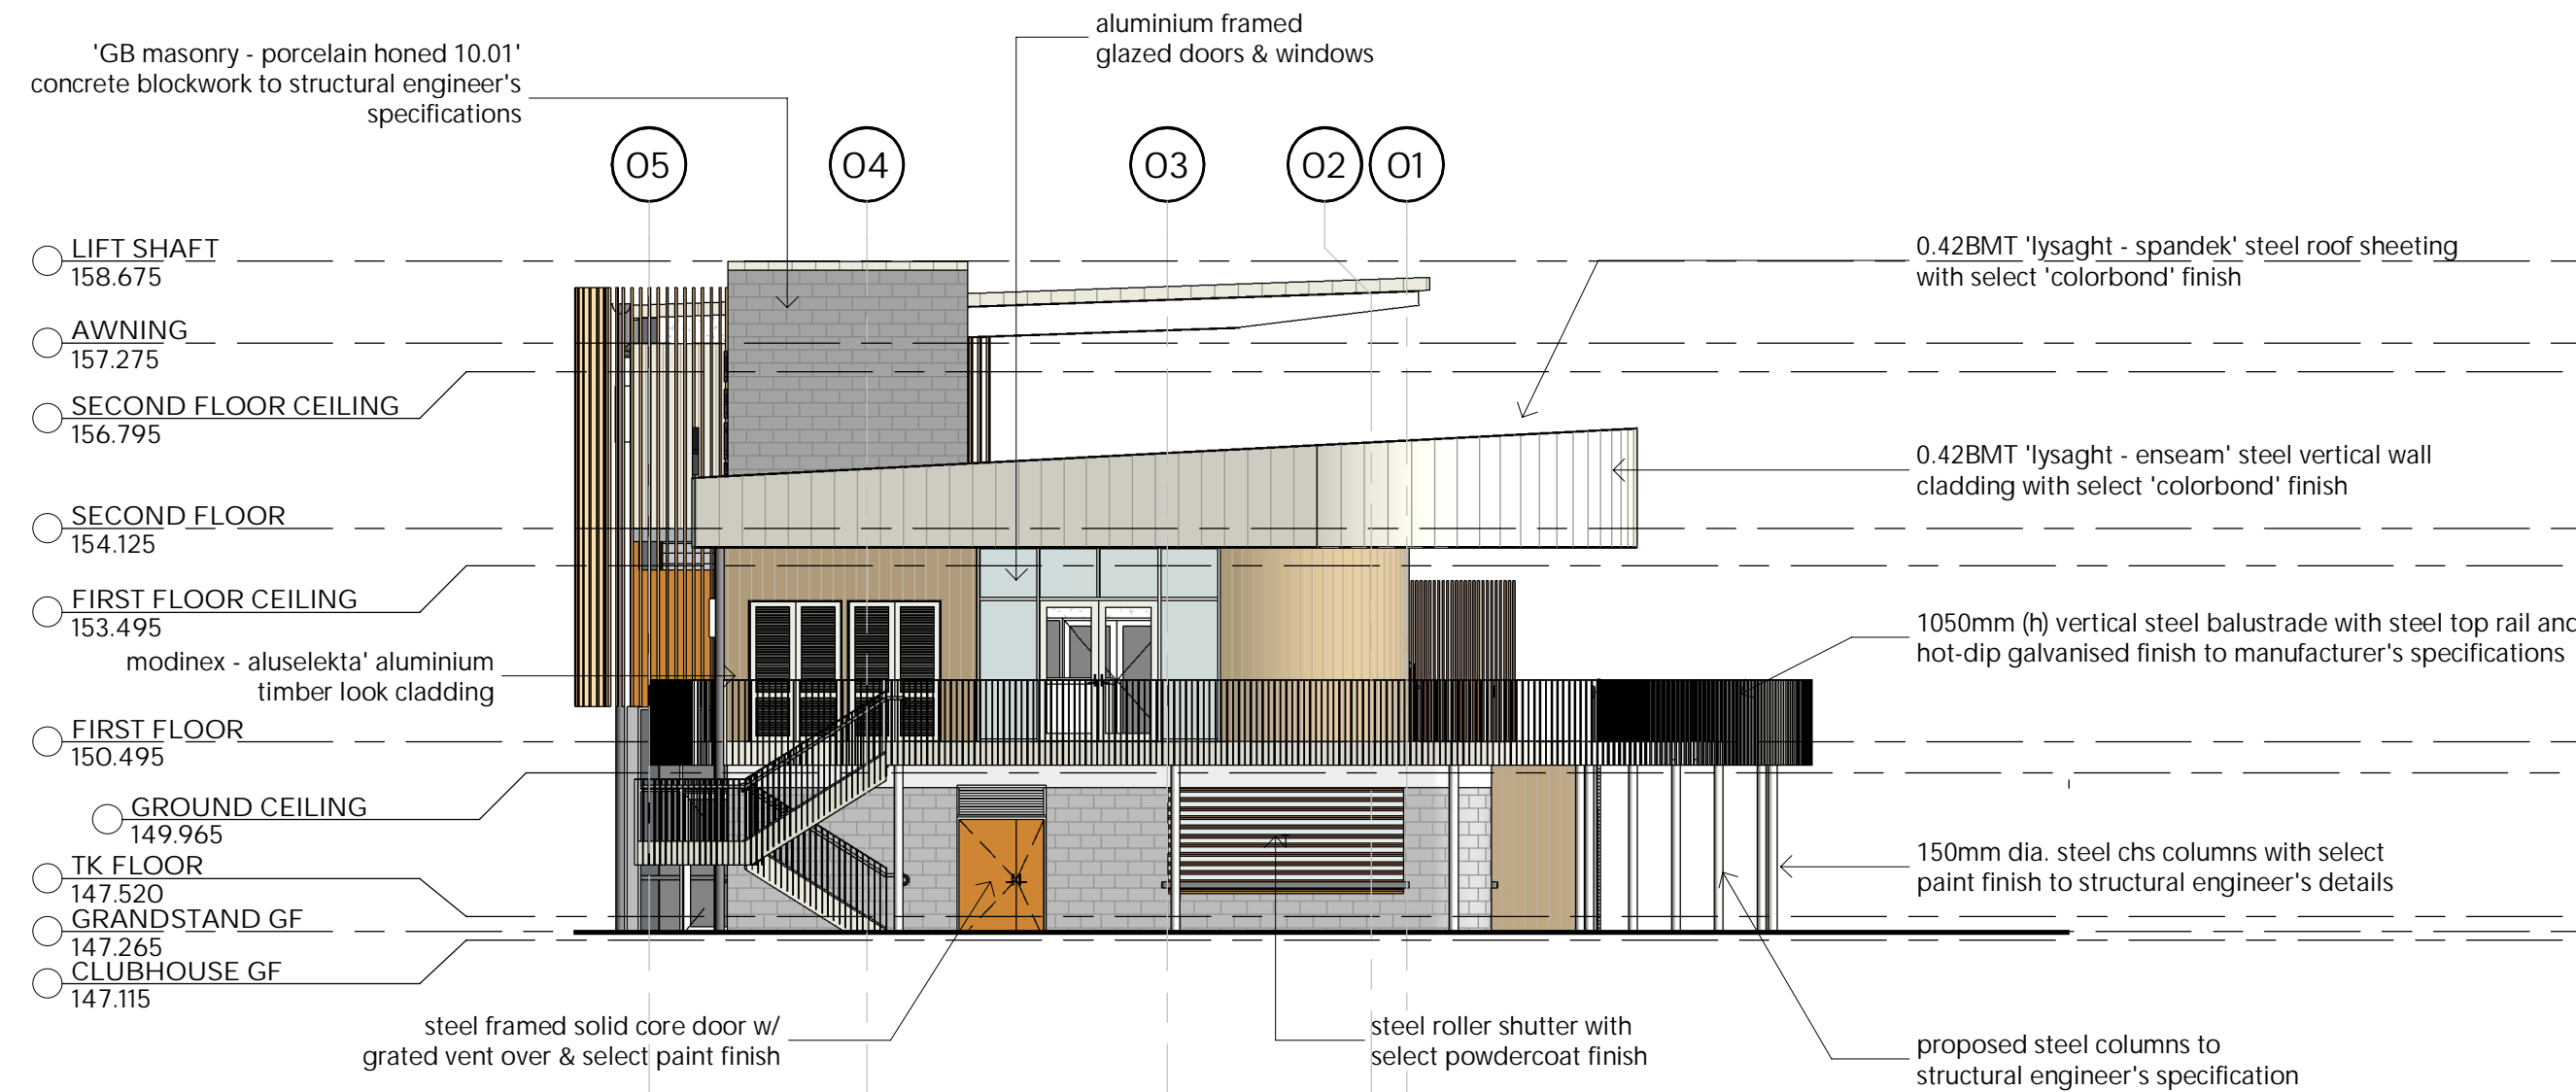 aluminium framed
glazed doors & windows
'GB masonry - porcelain honed 10.01'
concrete blockwork to structural engineer's
specifications
05
04
03
02
01
LIFT SHAFT
158.675
AWNING
157.275
SECOND FLOOR CEILING
156.795
SECOND FLOOR
154.125
FIRST FLOOR CEILING
153.495
modinex - aluselekta' aluminium
timber look cladding
FIRST FLOOR
150.495
GROUND CEILING
149.965
TK FLOOR
147.520
GRANDSTAND GF
147.265
CLUBHOUSE GF
147.115
0.42BMT 'lysaght - spandek' steel roof sheeting
with select 'colorbond' finish
0.42BMT 'lysaght - enseam' steel vertical wall
cladding with select 'colorbond' finish
1050mm (h) vertical steel balustrade with steel top rail and
hot-dip galvanised finish to manufacturer's specifications
150mm dia. steel chs columns with select
paint finish to structural engineer's details
steel framed solid core door w/
grated vent over & select paint finish
steel roller shutter with
select powdercoat finish
proposed steel columns to
structural engineer's specification